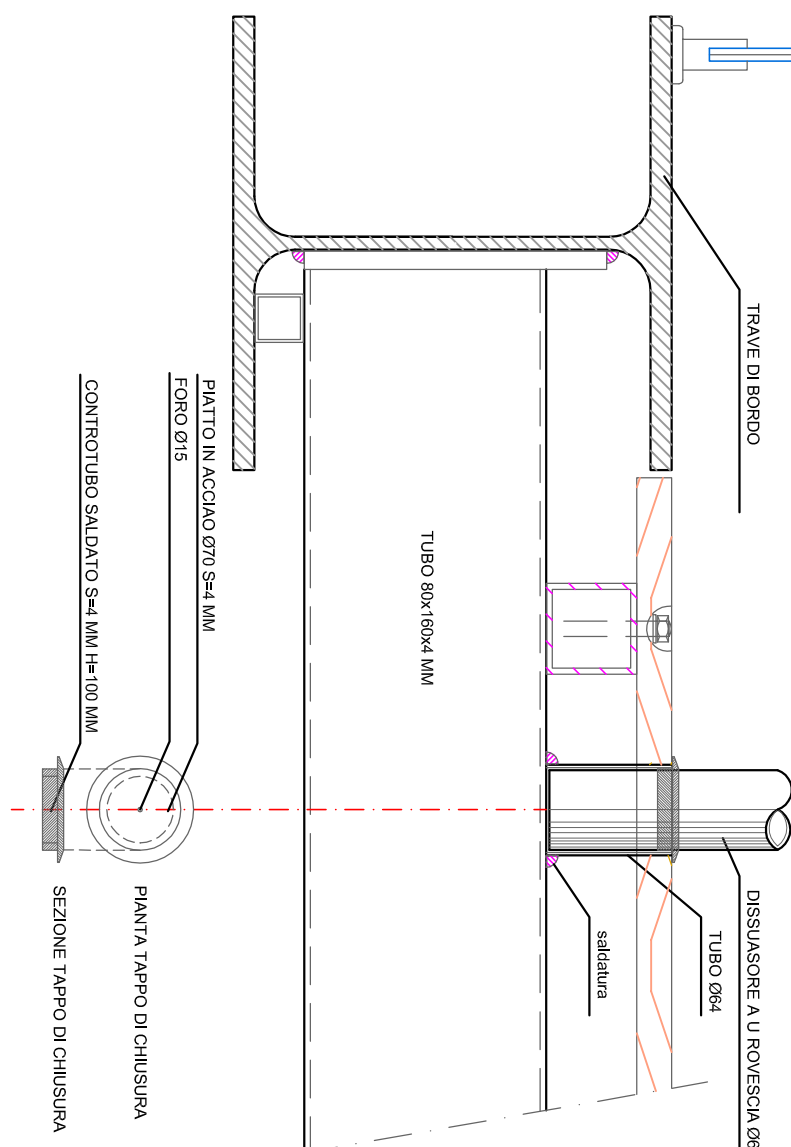 TRAVE DI BORDO
DISSUASORE A U ROVESCIA Ø6
TUBO Ø64
saldatura
TUBO 80x160x4 MM
PIATTO IN ACCIAO Ø70 S=4 MM
FORO Ø15
CONTROTUBO SALDATO S=4 MM H=100 MM
PIANTA TAPPO DI CHIUSURA
SEZIONE TAPPO DI CHIUSURA